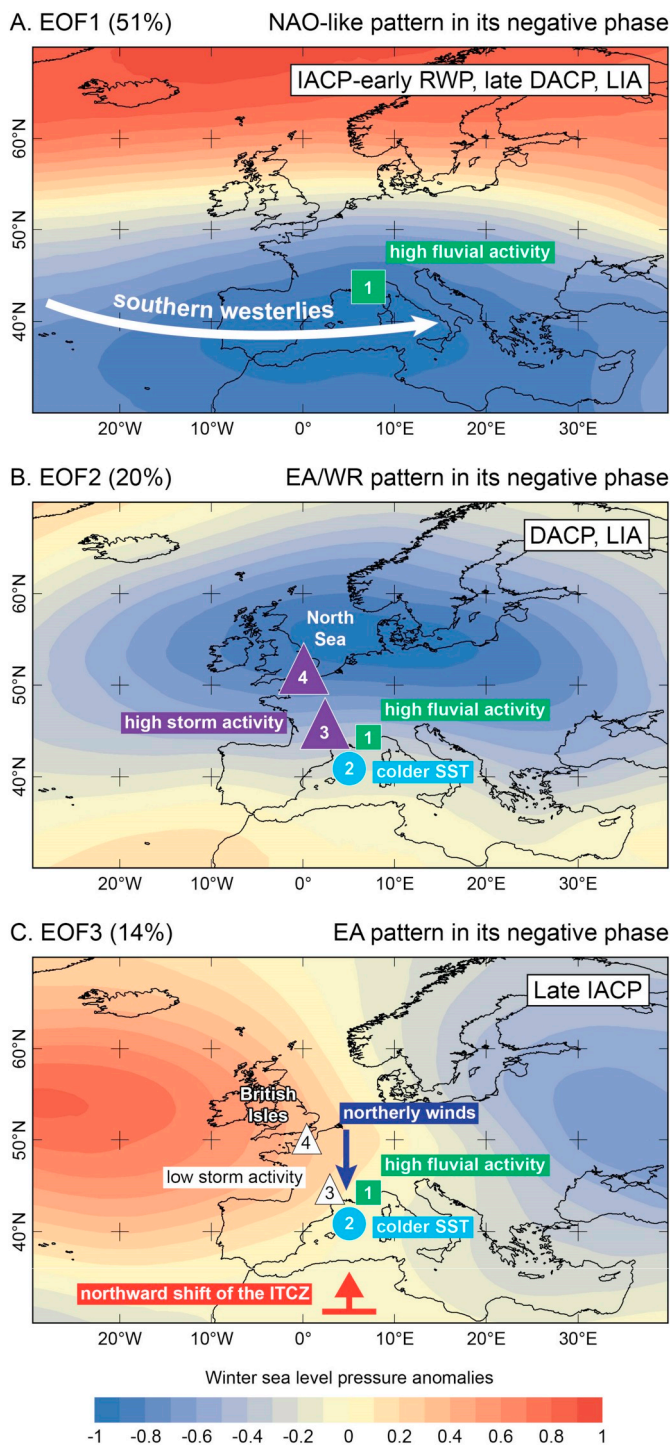 A. EOF1 (51%) NAO-like pattern in its negative phase
IACP-early RWP, late DACP, LIA
60°N
50°N
high fluvial activity
1
southern westerlies
40°N
20°W 10°W 0° 10°E 20°E 30°E
B. EOF2 (20%) EA/WR pattern in its negative phase
DACP, LIA
60°N
North
Sea
50°N
4
high fluvial activity
high storm activity
3
1
40°N
2
colder SST
20°W 10°W 0° 10°E 20°E 30°E
C. EOF3 (14%) EA pattern in its negative phase
Late IACP
60°N
British
Isles
northerly winds
50°N
4
high fluvial activity
low storm activity
3
1
40°N
2
colder SST
northward shift of the ITCZ
20°W 10°W 0° 10°E 20°E 30°E
Winter sea level pressure anomalies
-1 -0.8 -0.6 -0.4 -0.2 0 0.2 0.4 0.6 0.8 1